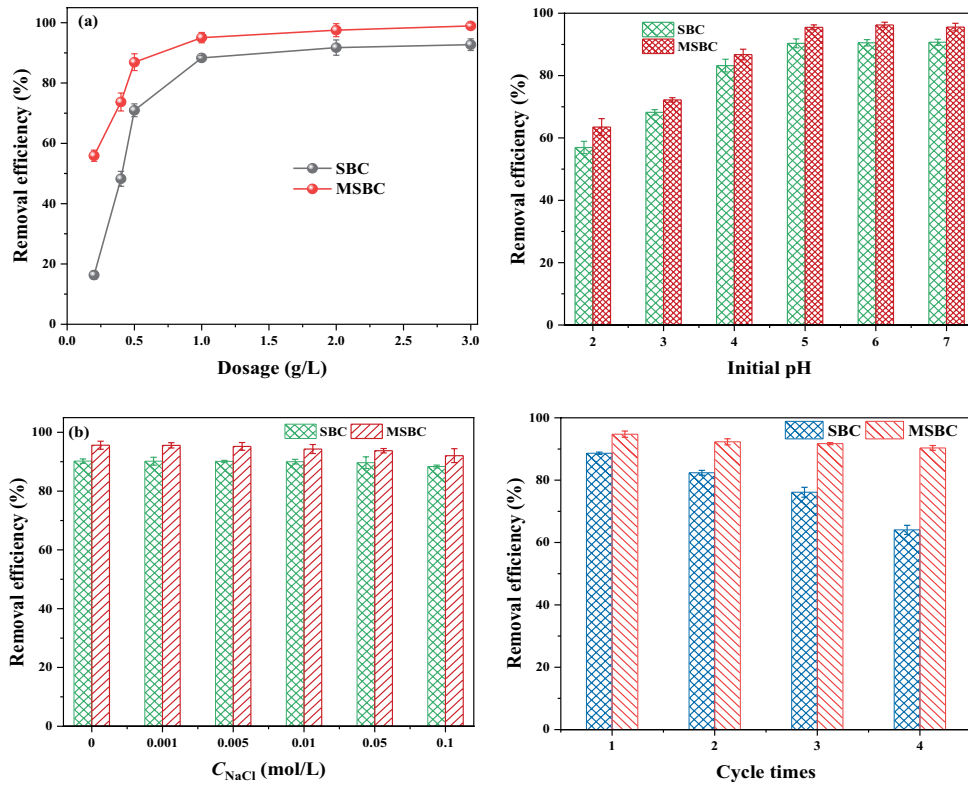 (a)
Removal efficiency (%)
100
80
60
40
20
0
SBC
MSBC
0.0 0.5 1.0 1.5 2.0 2.5 3.0
Dosage (g/L)
Removal efficiency (%)
100
80
60
40
20
0
SBC
MSBC
2 3 4 5 6 7
Initial pH
(b)
Removal efficiency (%)
100
80
60
40
20
0
SBC MSBC
0 0.001 0.005 0.01 0.05 0.1
C_NaCl (mol/L)
Removal efficiency (%)
100
80
60
40
20
0
SBC MSBC
1 2 3 4
Cycle times